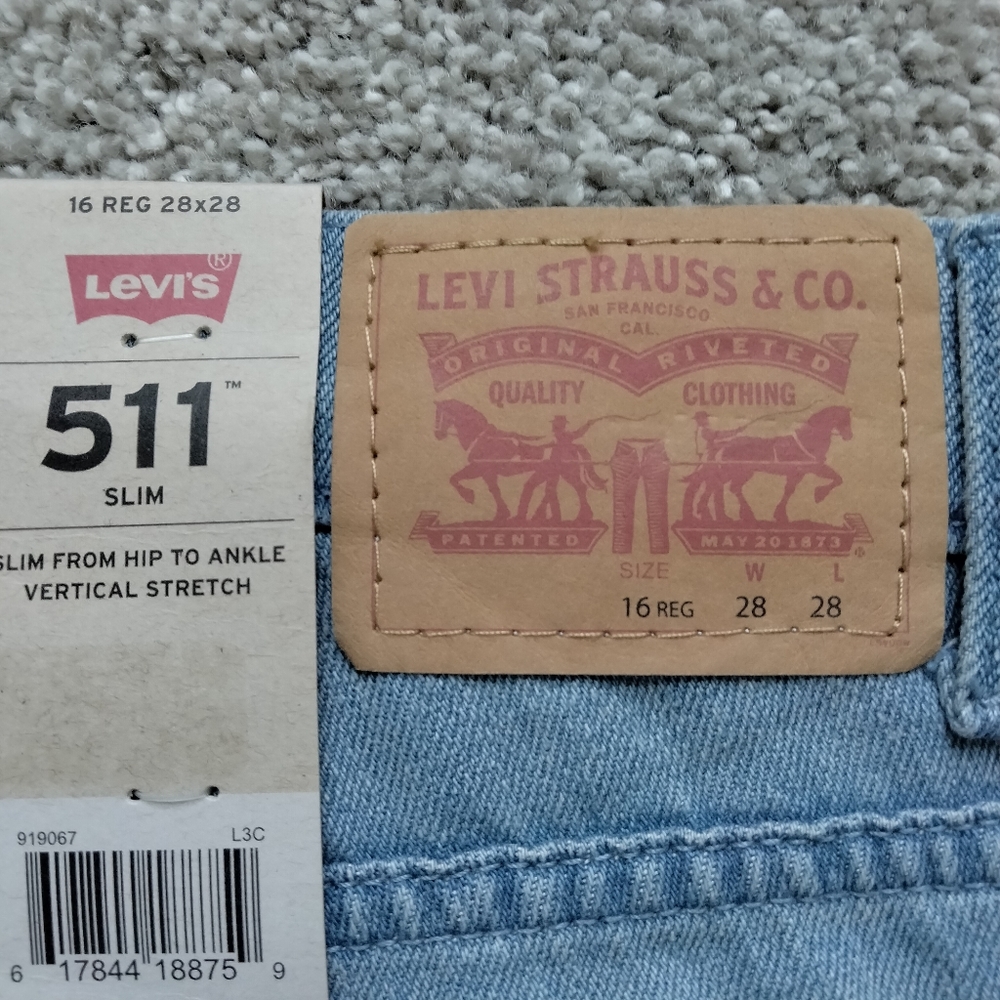 16 REG 28x28
LEVI'S®
511™
SLIM
SLIM FROM HIP TO ANKLE
VERTICAL STRETCH
919067 L3C
6 17844 18875 9
LEVI STRAUSS & CO.
SAN FRANCISCO
CAL.
ORIGINAL RIVETED
QUALITY CLOTHING
PATENTED MAY 20 1873 ®
SIZE W L
16 REG 28 28